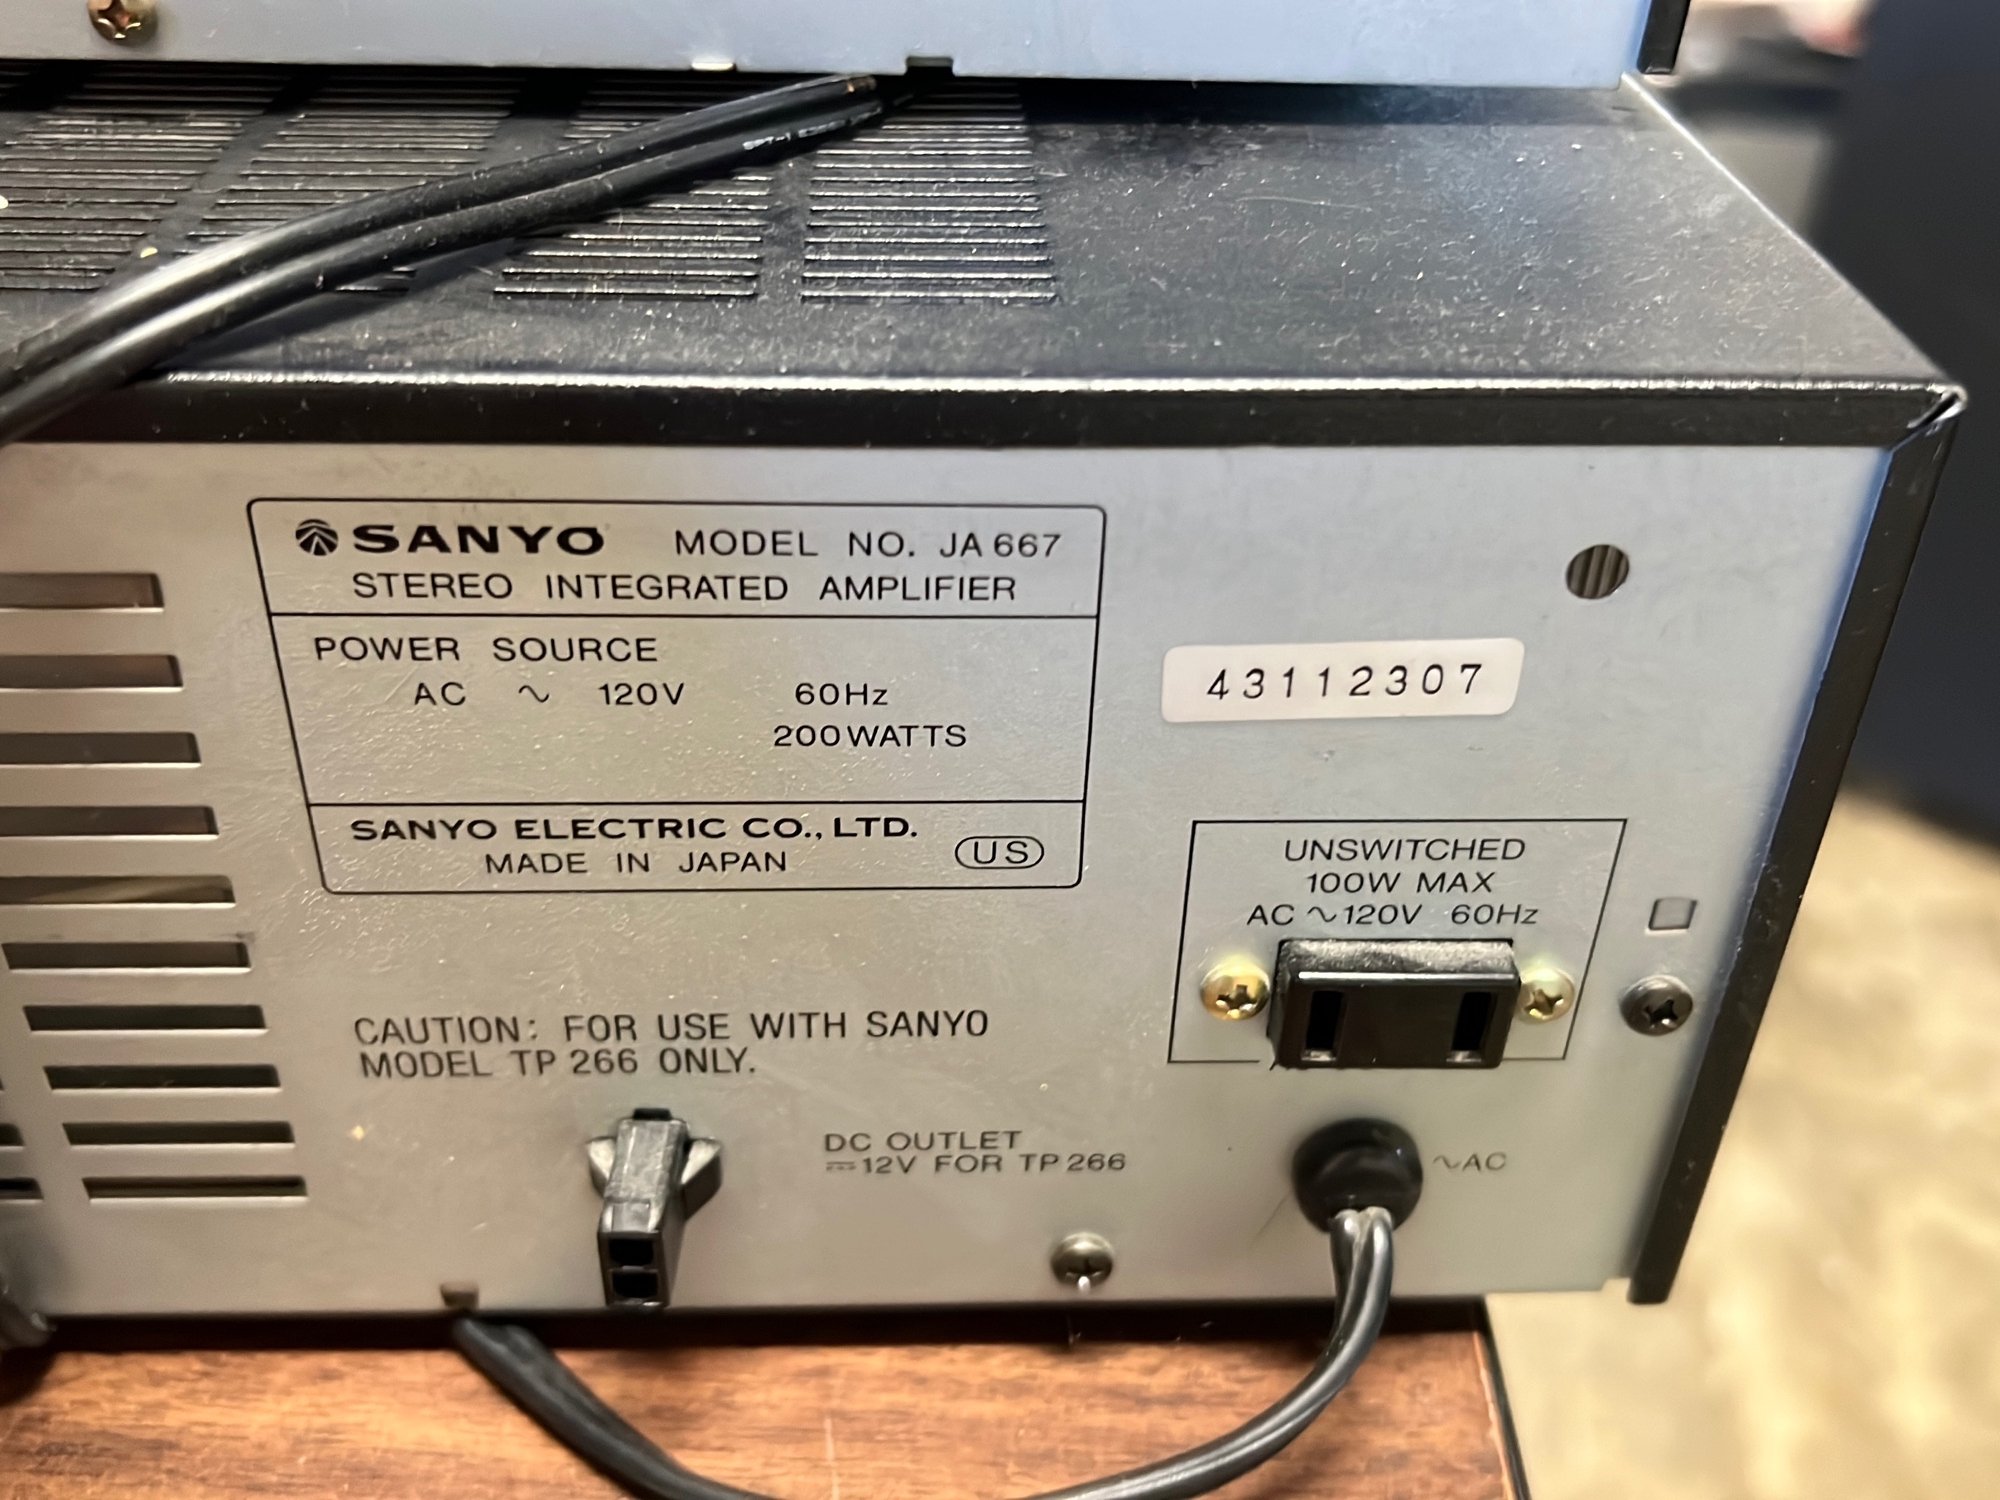 SANYO MODEL NO. JA 667
STEREO INTEGRATED AMPLIFIER
POWER SOURCE
AC ~ 120V 60Hz
200 WATTS
SANYO ELECTRIC CO., LTD.
MADE IN JAPAN
US
43112307
UNSWITCHED
100W MAX
AC ~ 120V 60Hz
CAUTION: FOR USE WITH SANYO
MODEL TP 266 ONLY.
DC OUTLET
⎓12V FOR TP 266
~AC